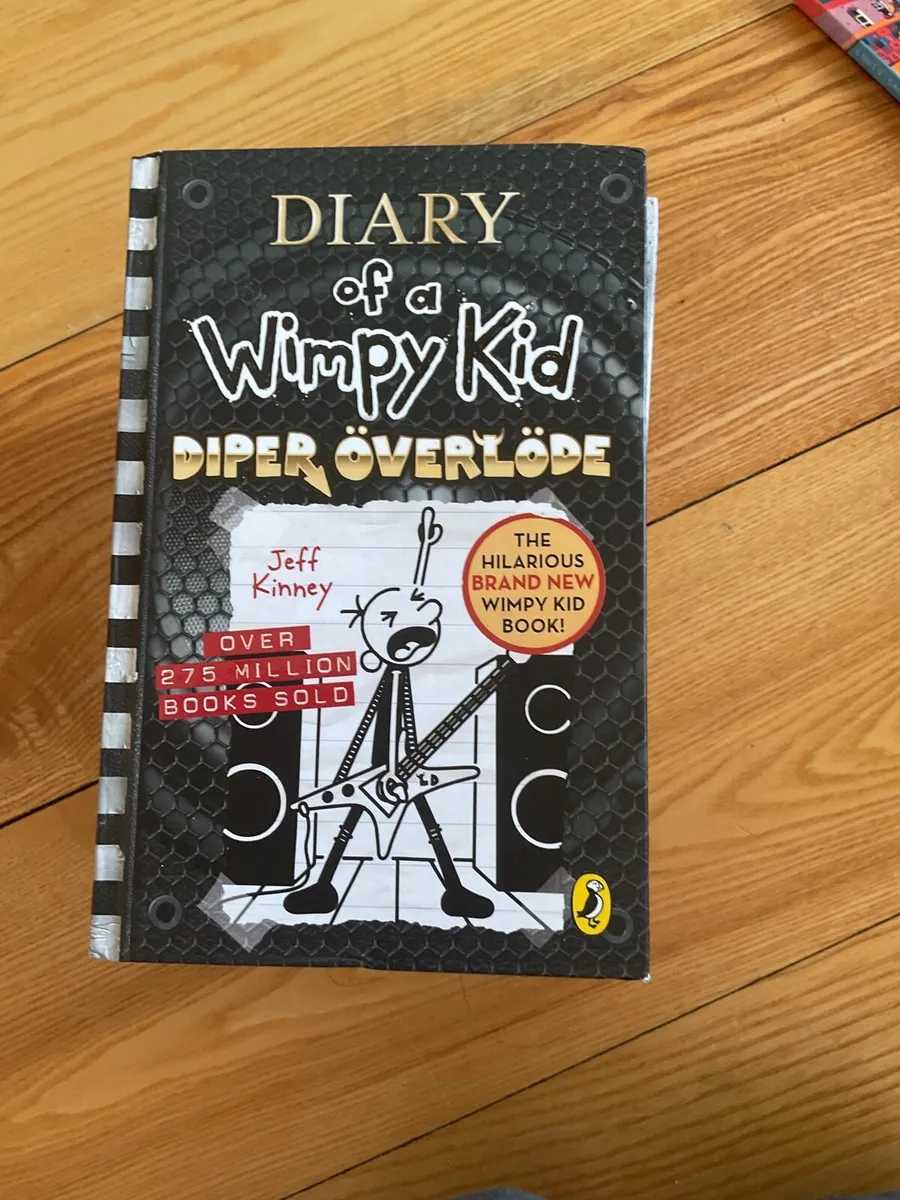 DIARY
of a
Wimpy Kid
DIPER ÖVERLÖDE
Jeff
Kinney
THE
HILARIOUS
BRAND NEW
WIMPY KID
BOOK!
OVER
275 MILLION
BOOKS SOLD
LD